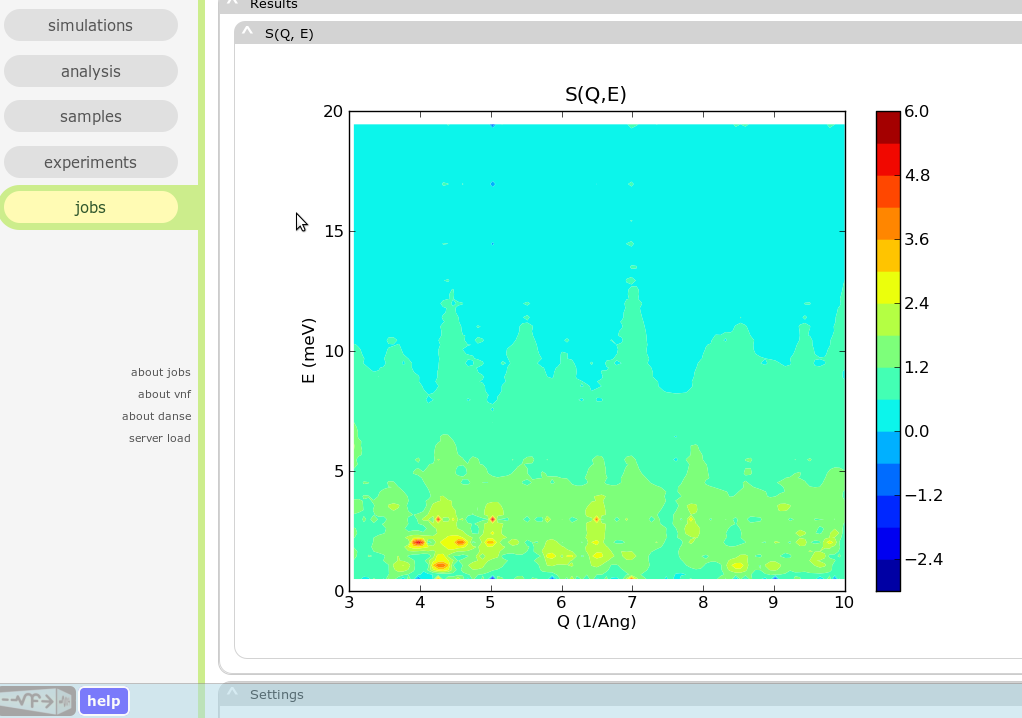 simulations
analysis
samples
experiments
jobs
about jobs
about vnf
about danse
server load
help
Results
S(Q, E)
S(Q,E)
20
15
10
5
0
E (meV)
3 4 5 6 7 8 9 10
Q (1/Ang)
6.0
4.8
3.6
2.4
1.2
0.0
−1.2
−2.4
Settings